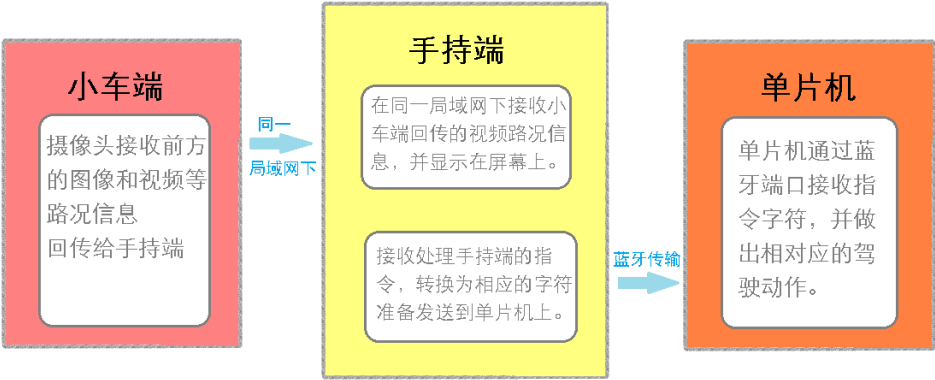 小车端
摄像头接收前方
的图像和视频等
路况信息
回传给手持端
同一
局域网下
手持端
在同一局域网下接收小
车端回传的视频路况信
息，并显示在屏幕上。
接收处理手持端的指
令，转换为相应的字符
准备发送到单片机上。
蓝牙传输
单片机
单片机通过蓝
牙端口接收指
令字符，并做
出相对应的驾
驶动作。